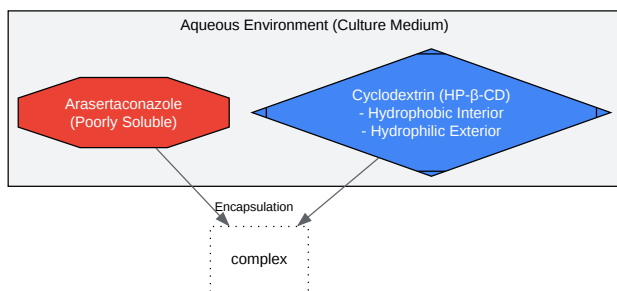 Aqueous Environment (Culture Medium)
Arasertaconazole
(Poorly Soluble)
Cyclodextrin (HP-β-CD)
- Hydrophobic Interior
- Hydrophilic Exterior
Encapsulation
complex